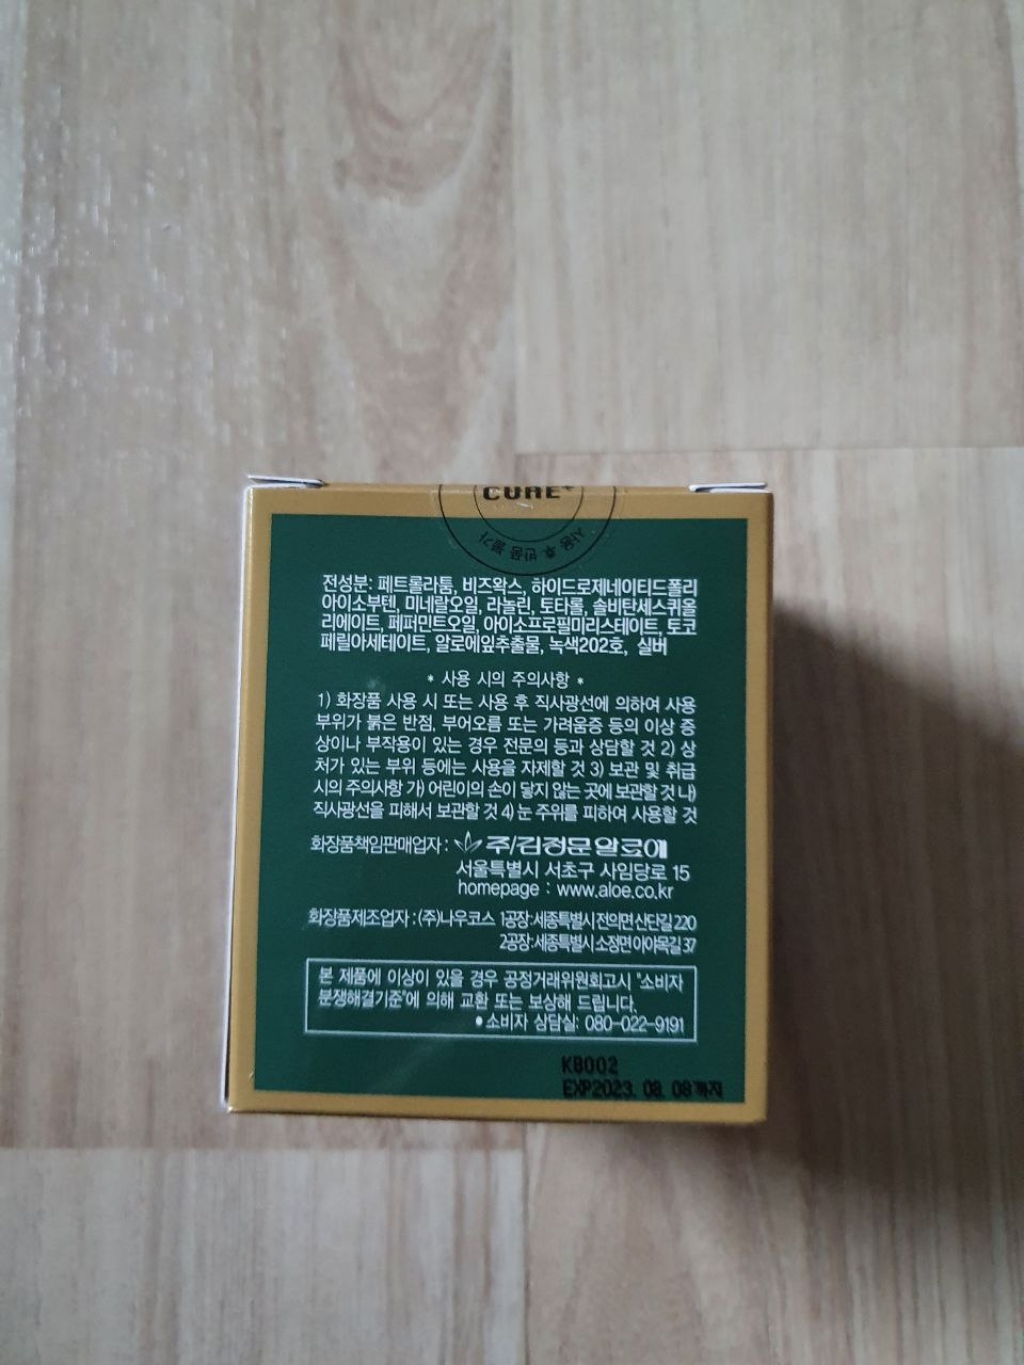 CURE+
사용 후 반품 불가
전성분: 페트롤라툼, 비즈왁스, 하이드로제네이티드폴리
아이소부텐, 미네랄오일, 라놀린, 토타롤, 솔비탄세스퀴올
리에이트, 페퍼민트오일, 아이소프로필미리스테이트, 토코
페릴아세테이트, 알로에잎추출물, 녹색202호, 실버
* 사용 시의 주의사항 *
1) 화장품 사용 시 또는 사용 후 직사광선에 의하여 사용
부위가 붉은 반점, 부어오름 또는 가려움증 등의 이상 증
상이나 부작용이 있는 경우 전문의 등과 상담할 것 2) 상
처가 있는 부위 등에는 사용을 자제할 것 3) 보관 및 취급
시의 주의사항 가) 어린이의 손이 닿지 않는 곳에 보관할 것 나)
직사광선을 피해서 보관할 것 4) 눈 주위를 피하여 사용할 것
화장품책임판매업자 : 주/김정문알로에
서울특별시 서초구 사임당로 15
homepage : www.aloe.co.kr
화장품제조업자 : (주)나우코스 1공장:세종특별시 전의면 산단길 220
2공장:세종특별시 소정면 이야목길 37
본 제품에 이상이 있을 경우 공정거래위원회고시 "소비자
분쟁해결기준"에 의해 교환 또는 보상해 드립니다.
• 소비자 상담실: 080-022-9191
KB002
EXP2023. 08. 08까지